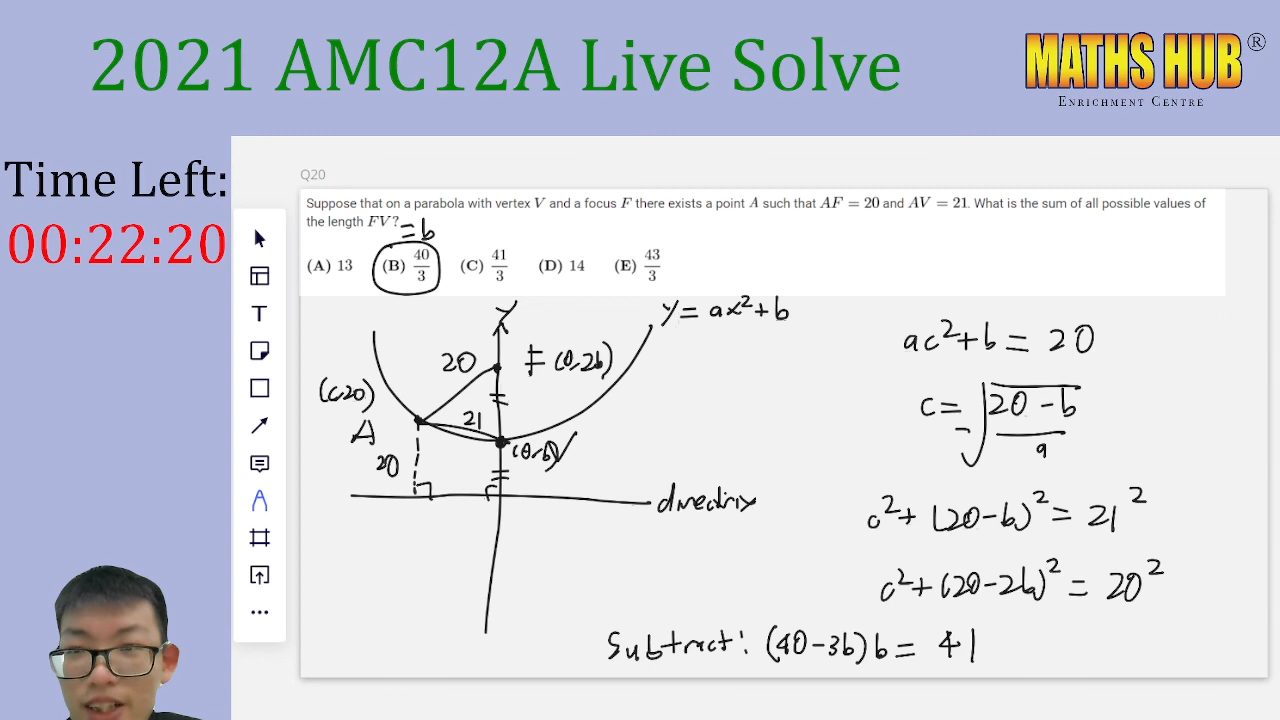 2021 AMC12A Live Solve
MATHS HUB®
ENRICHMENT CENTRE
Time Left:
00:22:20
Q20
Suppose that on a parabola with vertex V and a focus F there exists a point A such that AF = 20 and AV = 21. What is the sum of all possible values of
the length FV? = b
(A) 13 (B) 40/3 (C) 41/3 (D) 14 (E) 43/3
y
y = ax²+b
20
F (0,2b)
(c,20)
21
A
(0,b) V
20
directrix
T
ac²+b = 20
c = √(20-b)/a
c²+ (20-b)² = 21²
c²+(20-2b)² = 20²
Subtract: (40-3b)b = 41